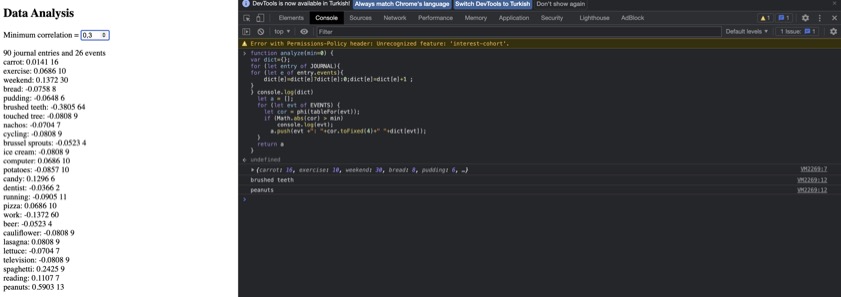 Data Analysis
Minimum correlation = 0,3
90 journal entries and 26 events
carrot: 0.0141 16
exercise: 0.0686 10
weekend: 0.1372 30
bread: -0.0758 8
pudding: -0.0648 6
brushed teeth: -0.3805 64
touched tree: -0.0808 9
nachos: -0.0704 7
cycling: -0.0808 9
brussel sprouts: -0.0523 4
ice cream: -0.0808 9
computer: 0.0686 10
potatoes: -0.0857 10
candy: 0.1296 6
dentist: -0.0366 2
running: -0.0905 11
pizza: 0.0686 10
work: -0.1372 60
beer: -0.0523 4
cauliflower: -0.0808 9
lasagna: 0.0808 9
lettuce: -0.0704 7
television: -0.0808 9
spaghetti: 0.2425 9
reading: 0.1107 7
peanuts: 0.5903 13
DevTools is now available in Turkish! Always match Chrome's language Switch DevTools to Turkish Don't show again
Elements Console Sources Network Performance Memory Application Security Lighthouse AdBlock 1 1
top Filter Default levels 1 Issue: 1
Error with Permissions-Policy header: Unrecognized feature: 'interest-cohort'.
function analyze(min=0) {
var dict={};
for (let entry of JOURNAL){
for (let e of entry.events){
dict[e]=dict[e]?dict[e]:0;dict[e]=dict[e]+1 ;
}
} console.log(dict)
let a = [];
for (let evt of EVENTS) {
let cor = phi(tableFor(evt));
if (Math.abs(cor) > min)
console.log(evt);
a.push(evt +": "+cor.toFixed(4)+" "+dict[evt]);
}
return a
}
undefined
{carrot: 16, exercise: 10, weekend: 30, bread: 8, pudding: 6, …} VM2269:7
brushed teeth VM2269:12
peanuts VM2269:12